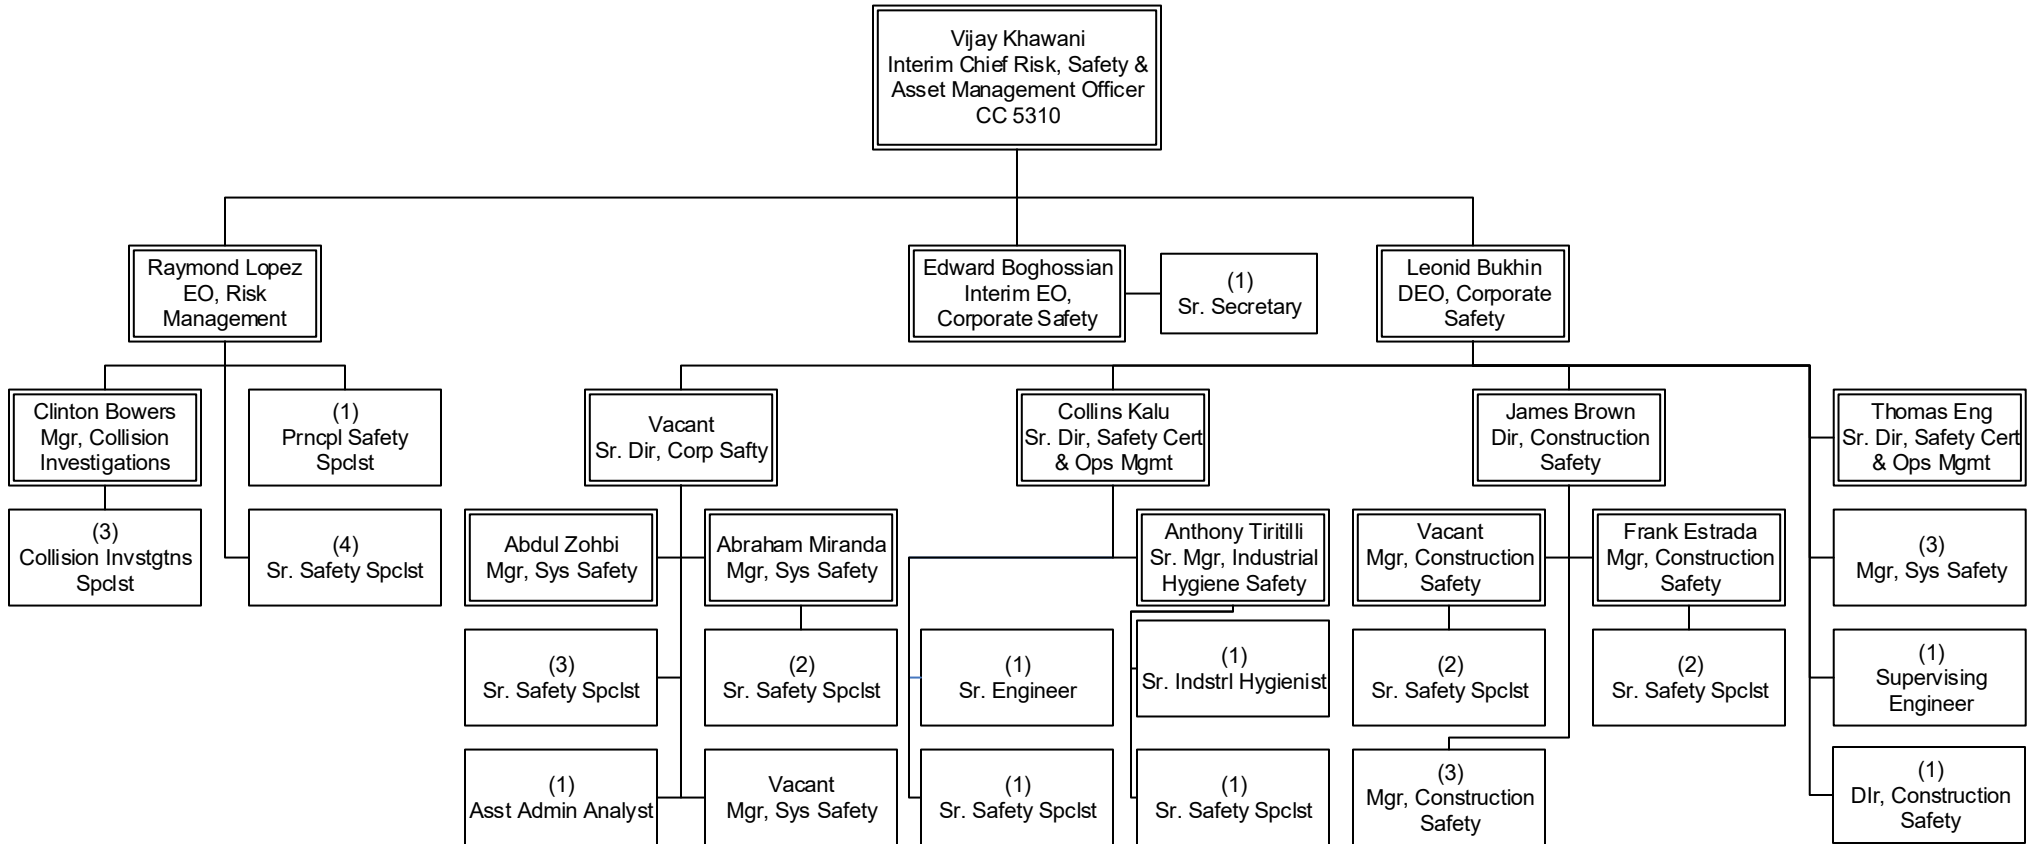 Vijay Khawani
Interim Chief Risk, Safety &
Asset Management Officer
CC 5310
Raymond Lopez
EO, Risk
Management
Edward Boghossian
Interim EO,
Corporate Safety
(1)
Sr. Secretary
Leonid Bukhin
DEO, Corporate
Safety
Clinton Bowers
Mgr, Collision
Investigations
(1)
Prncpl Safety
Spclst
Vacant
Sr. Dir, Corp Safty
Collins Kalu
Sr. Dir, Safety Cert
& Ops Mgmt
James Brown
Dir, Construction
Safety
Thomas Eng
Sr. Dir, Safety Cert
& Ops Mgmt
(3)
Collision Invstgtns
Spclst
(4)
Sr. Safety Spclst
Abdul Zohbi
Mgr, Sys Safety
Abraham Miranda
Mgr, Sys Safety
Anthony Tiritilli
Sr. Mgr, Industrial
Hygiene Safety
Vacant
Mgr, Construction
Safety
Frank Estrada
Mgr, Construction
Safety
(3)
Mgr, Sys Safety
(3)
Sr. Safety Spclst
(2)
Sr. Safety Spclst
(1)
Sr. Engineer
(1)
Sr. Indstrl Hygienist
(2)
Sr. Safety Spclst
(2)
Sr. Safety Spclst
(1)
Supervising
Engineer
(1)
Asst Admin Analyst
Vacant
Mgr, Sys Safety
(1)
Sr. Safety Spclst
(1)
Sr. Safety Spclst
(3)
Mgr, Construction
Safety
(1)
DIr, Construction
Safety